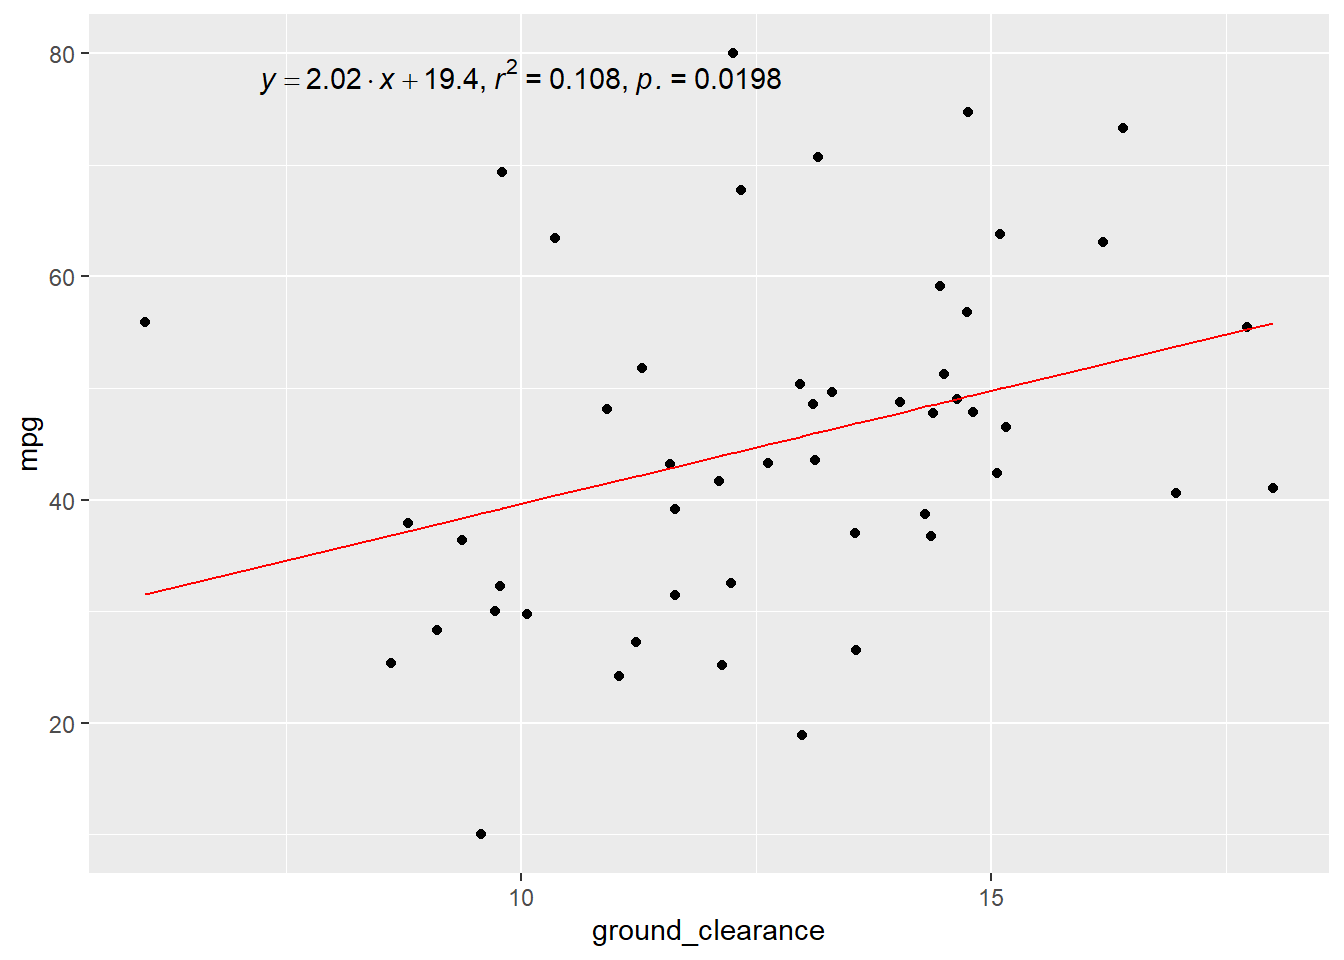 80
y = 2.02 · x + 19.4, r² = 0.108, p. = 0.0198
60
mpg
40
20
10 15
ground_clearance